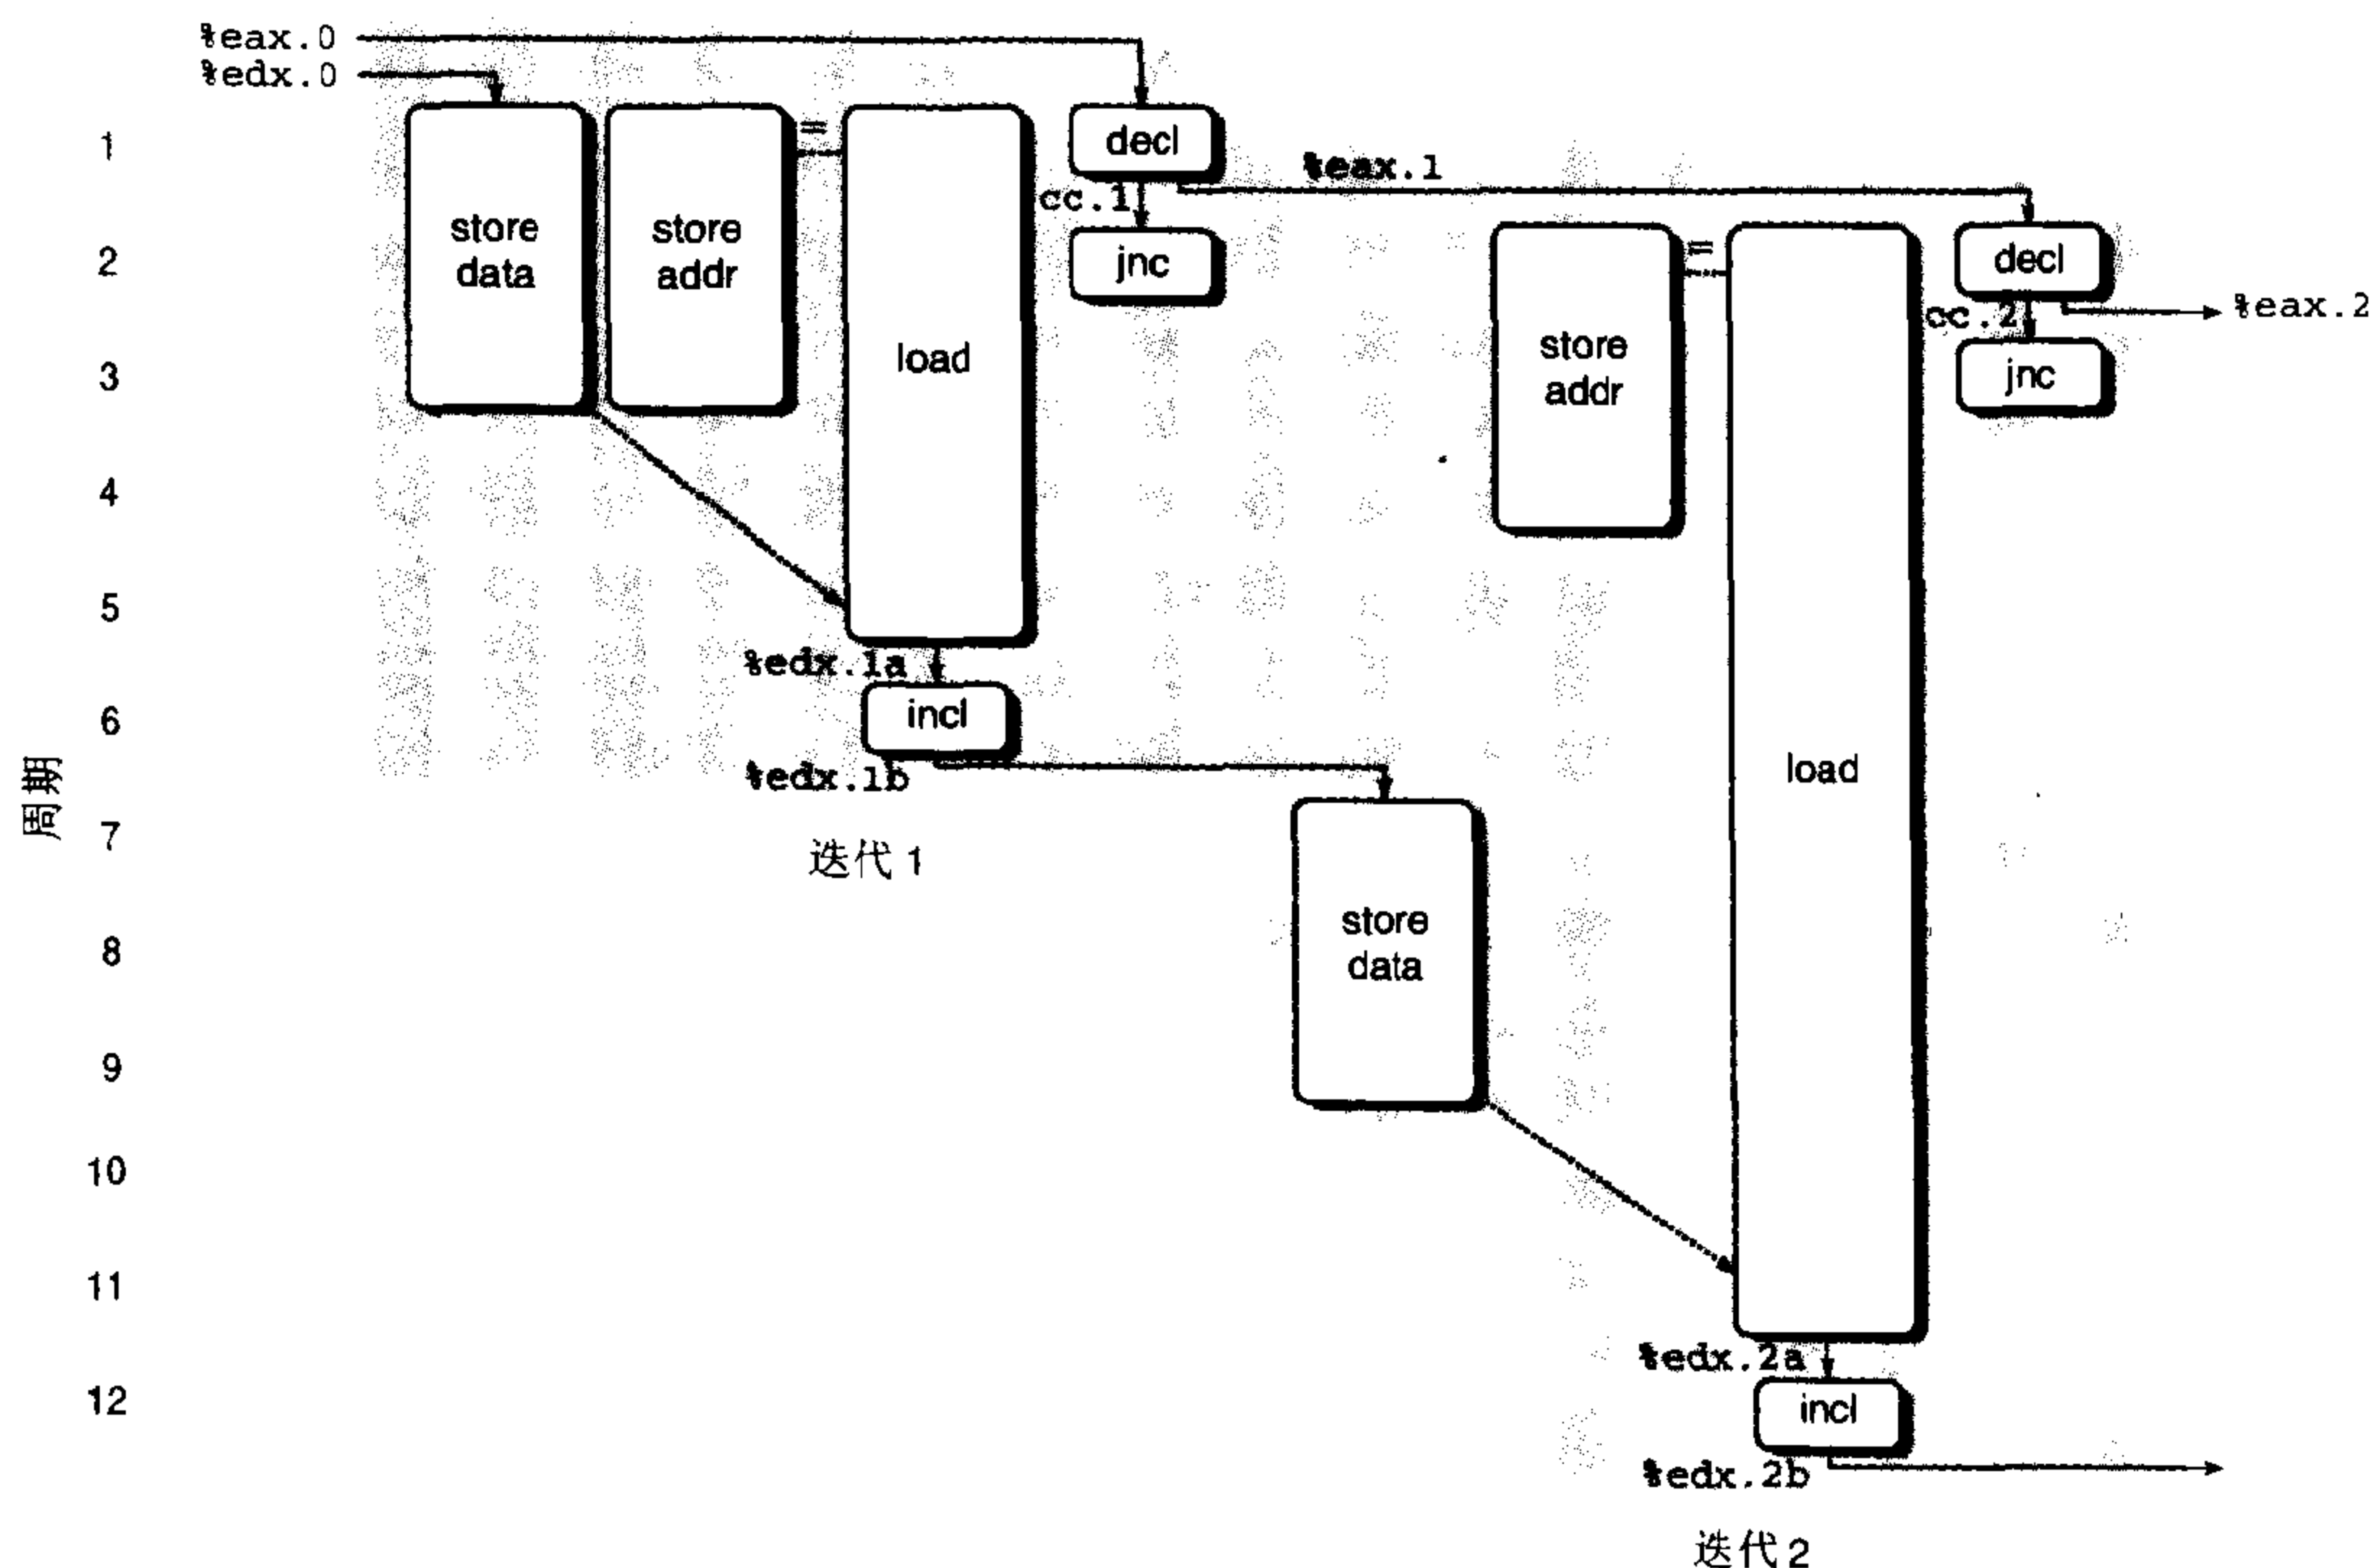 %eax.0
%edx.0
1
2
3
4
5
6
7
8
9
10
11
12
周期
store
data
store
addr
=
load
decl
cc.1
jnc
%eax.1
%edx.1a
incl
%edx.1b
迭代 1
store
addr
=
load
decl
cc.2
%eax.2
jnc
store
data
%edx.2a
incl
%edx.2b
迭代 2